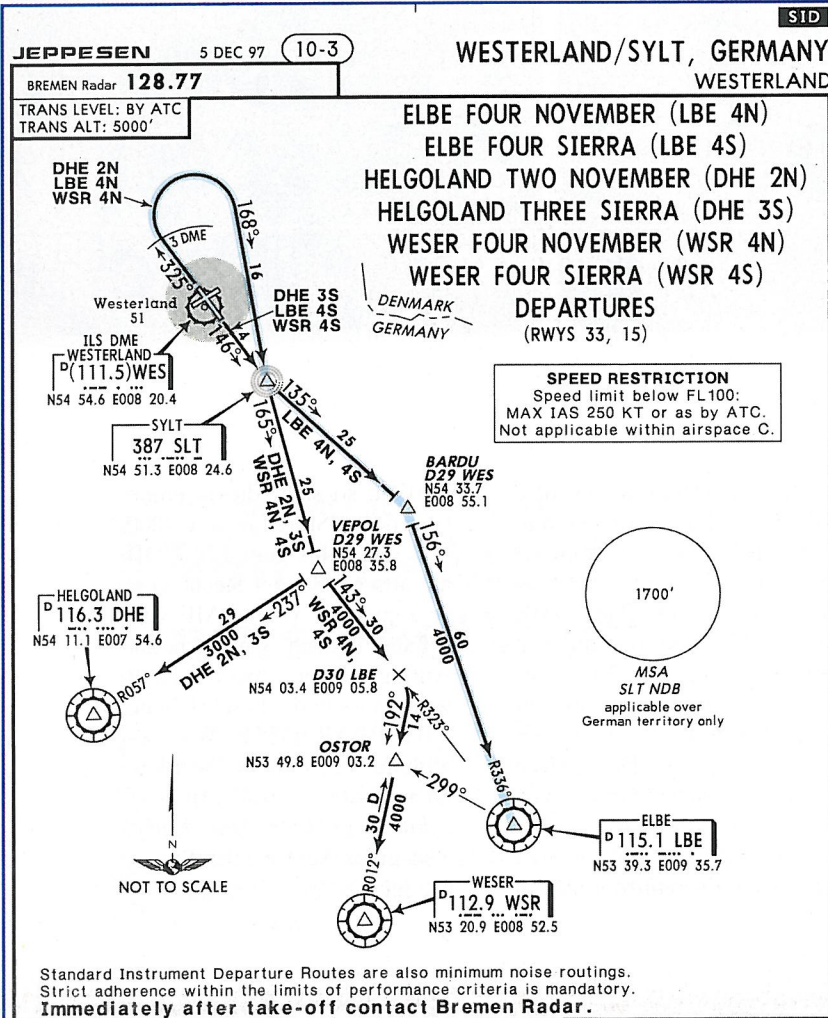 SID
JEPPESEN 5 DEC 97 10-3
WESTERLAND/SYLT, GERMANY
WESTERLAND
BREMEN Radar 128.77
TRANS LEVEL: BY ATC
TRANS ALT: 5000'
ELBE FOUR NOVEMBER (LBE 4N)
ELBE FOUR SIERRA (LBE 4S)
HELGOLAND TWO NOVEMBER (DHE 2N)
HELGOLAND THREE SIERRA (DHE 3S)
WESER FOUR NOVEMBER (WSR 4N)
WESER FOUR SIERRA (WSR 4S)
DEPARTURES
(RWYS 33, 15)
DHE 2N
LBE 4N
WSR 4N
168°
16
3 DME
325°
Westerland
51
146°
4
DHE 3S
LBE 4S
WSR 4S
DENMARK
GERMANY
ILS DME
WESTERLAND
D (111.5) WES
N54 54.6 E008 20.4
SPEED RESTRICTION
Speed limit below FL100:
MAX IAS 250 KT or as by ATC.
Not applicable within airspace C.
SYLT
387 SLT
N54 51.3 E008 24.6
135°
25
LBE 4N, 4S
165°
25
DHE 2N, 3S
WSR 4N, 4S
BARDU
D29 WES
N54 33.7
E008 55.1
156°
60
4000
VEPOL
D29 WES
N54 27.3
E008 35.8
HELGOLAND
D 116.3 DHE
N54 11.1 E007 54.6
237°
29
3000
DHE 2N, 3S
R057°
143°
30
4000
WSR 4N,
4S
1700'
MSA
SLT NDB
applicable over
German territory only
D30 LBE
N54 03.4 E009 05.8
192°
14
R323°
OSTOR
N53 49.8 E009 03.2
299°
R336°
30 D
4000
R012°
ELBE
D 115.1 LBE
N53 39.3 E009 35.7
WESER
D 112.9 WSR
N53 20.9 E008 52.5
N
NOT TO SCALE
Standard Instrument Departure Routes are also minimum noise routings.
Strict adherence within the limits of performance criteria is mandatory.
Immediately after take-off contact Bremen Radar.